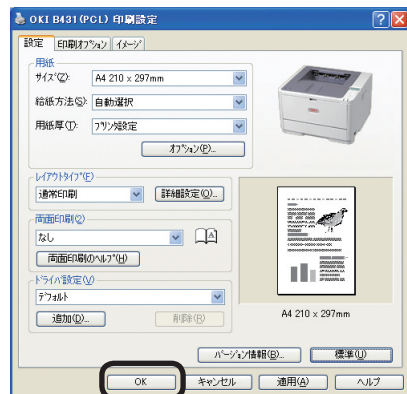 OKI B431(PCL) 印刷設定
設定 印刷ｵﾌﾟｼｮﾝ ｲﾒｰｼﾞ
用紙
ｻｲｽﾞ(Z): A4 210 x 297mm
給紙方法(S): 自動選択
用紙厚(T): ﾌﾟﾘﾝﾀ設定
ｵﾌﾟｼｮﾝ(P)...
ﾚｲｱｳﾄﾀｲﾌﾟ(F)
通常印刷 詳細設定(O)...
両面印刷(2)
なし
両面印刷のﾍﾙﾌﾟ(H)
ﾄﾞﾗｲﾊﾞ設定(V)
ﾃﾞﾌｫﾙﾄ
追加(D)... 削除(R)
A4 210 x 297mm
ﾊﾞｰｼﾞｮﾝ情報(B)... 標準(U)
OK ｷｬﾝｾﾙ 適用(A) ﾍﾙﾌﾟ